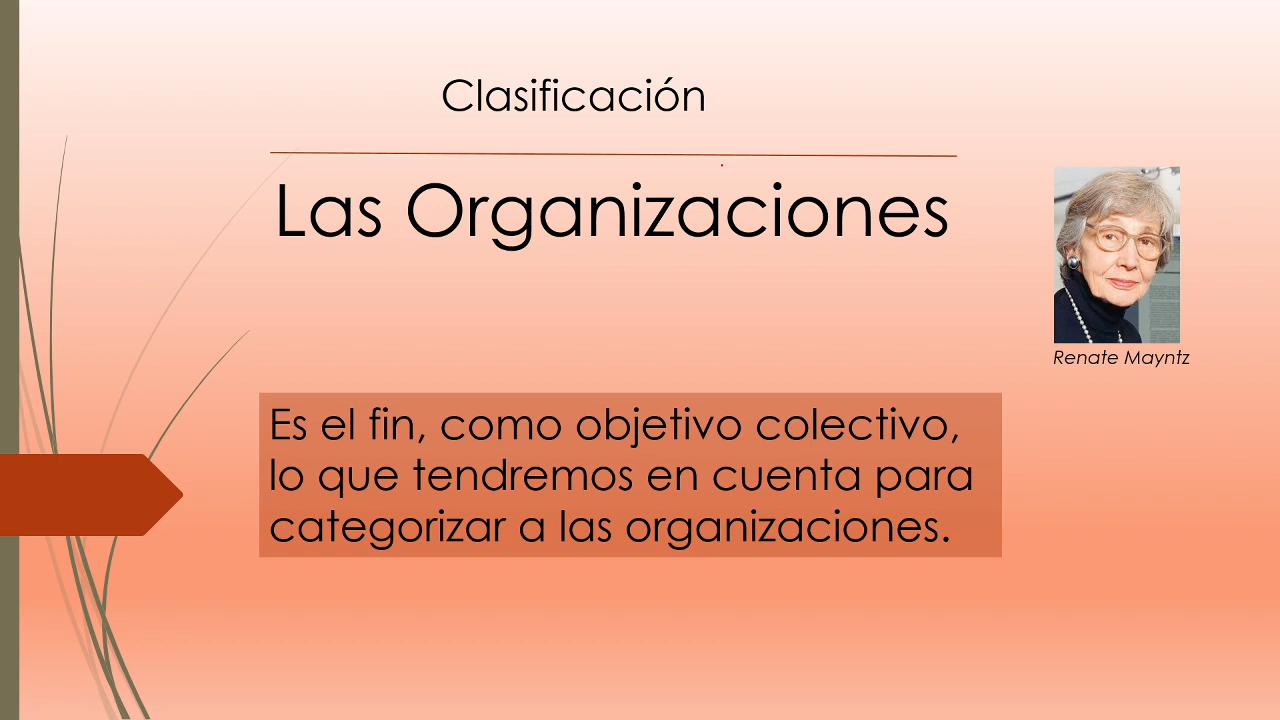 Clasificación
Las Organizaciones
Renate Mayntz
Es el fin, como objetivo colectivo,
lo que tendremos en cuenta para
categorizar a las organizaciones.